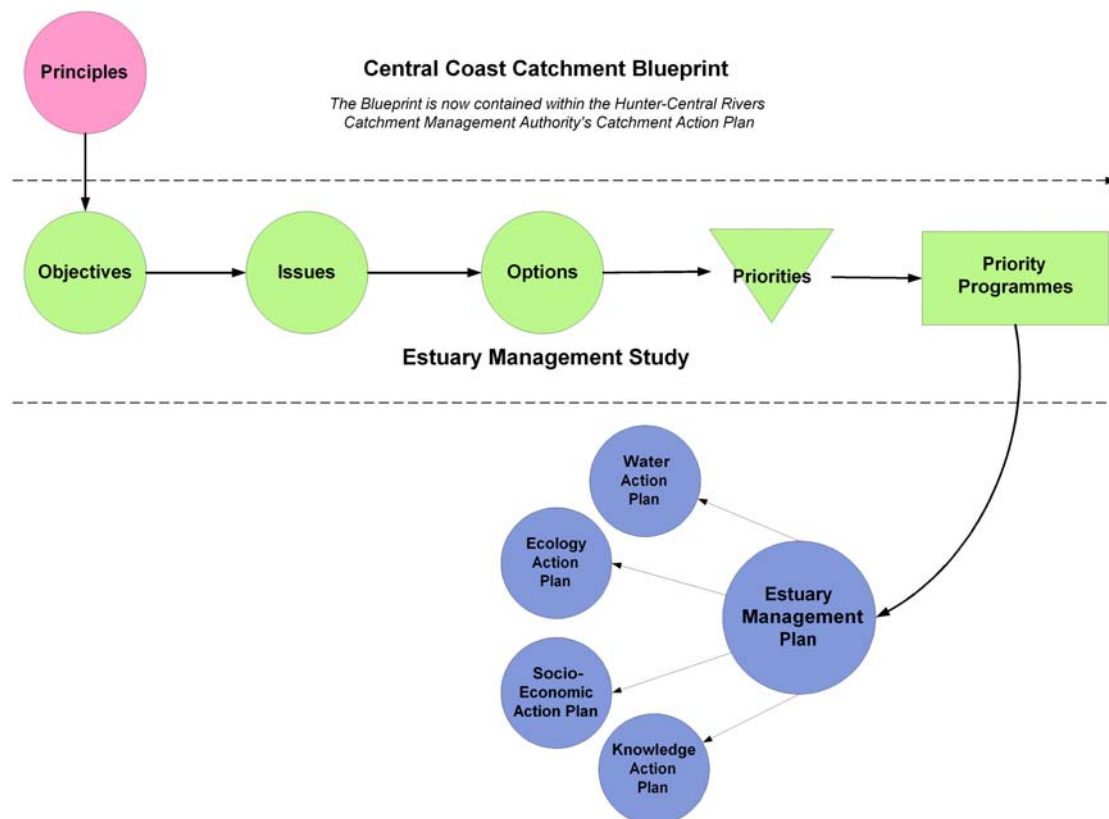 Principles
Central Coast Catchment Blueprint
The Blueprint is now contained within the Hunter-Central Rivers
Catchment Management Authority's Catchment Action Plan
Objectives
Issues
Options
Priorities
Priority
Programmes
Estuary Management Study
Water
Action
Plan
Ecology
Action
Plan
Estuary
Management
Plan
Socio-
Economic
Action Plan
Knowledge
Action
Plan